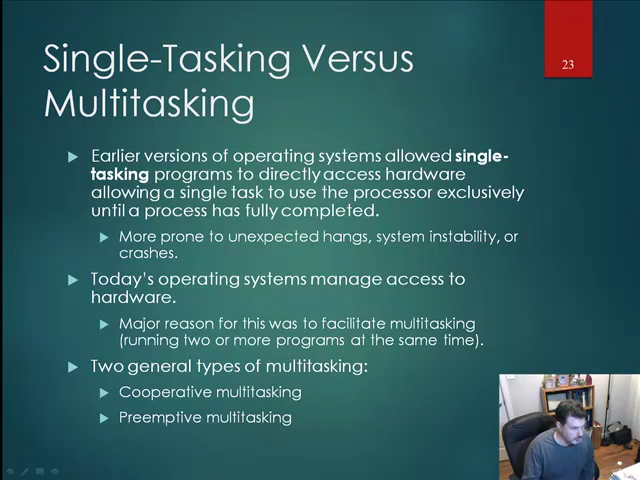 Single-Tasking Versus
Multitasking
23
Earlier versions of operating systems allowed single-
tasking programs to directly access hardware
allowing a single task to use the processor exclusively
until a process has fully completed.
More prone to unexpected hangs, system instability, or
crashes.
Today's operating systems manage access to
hardware.
Major reason for this was to facilitate multitasking
(running two or more programs at the same time).
Two general types of multitasking:
Cooperative multitasking
Preemptive multitasking